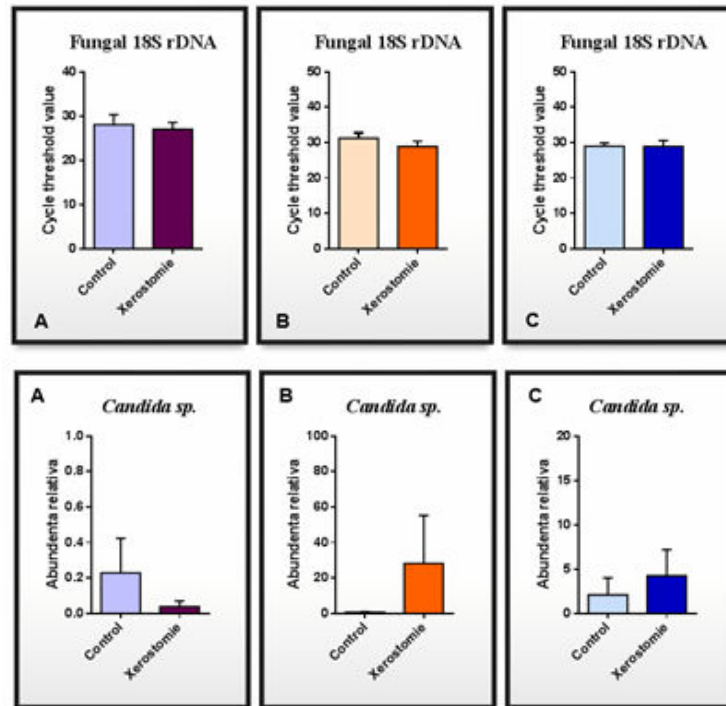 Fungal 18S rDNA
Cycle threshold value
40
30
20
10
0
Control
Xerostomie
A
Fungal 18S rDNA
Cycle threshold value
50
40
30
20
10
0
Control
Xerostomie
B
Fungal 18S rDNA
Cycle threshold value
50
40
30
20
10
0
Control
Xerostomie
C
A
Candida sp.
Abundenta relativa
1.0
0.8
0.6
0.4
0.2
0.0
Control
Xerostomie
B
Candida sp.
Abundenta relativa
100
80
60
40
20
0
Control
Xerostomie
C
Candida sp.
Abundenta relativa
20
15
10
5
0
Control
Xerostomie